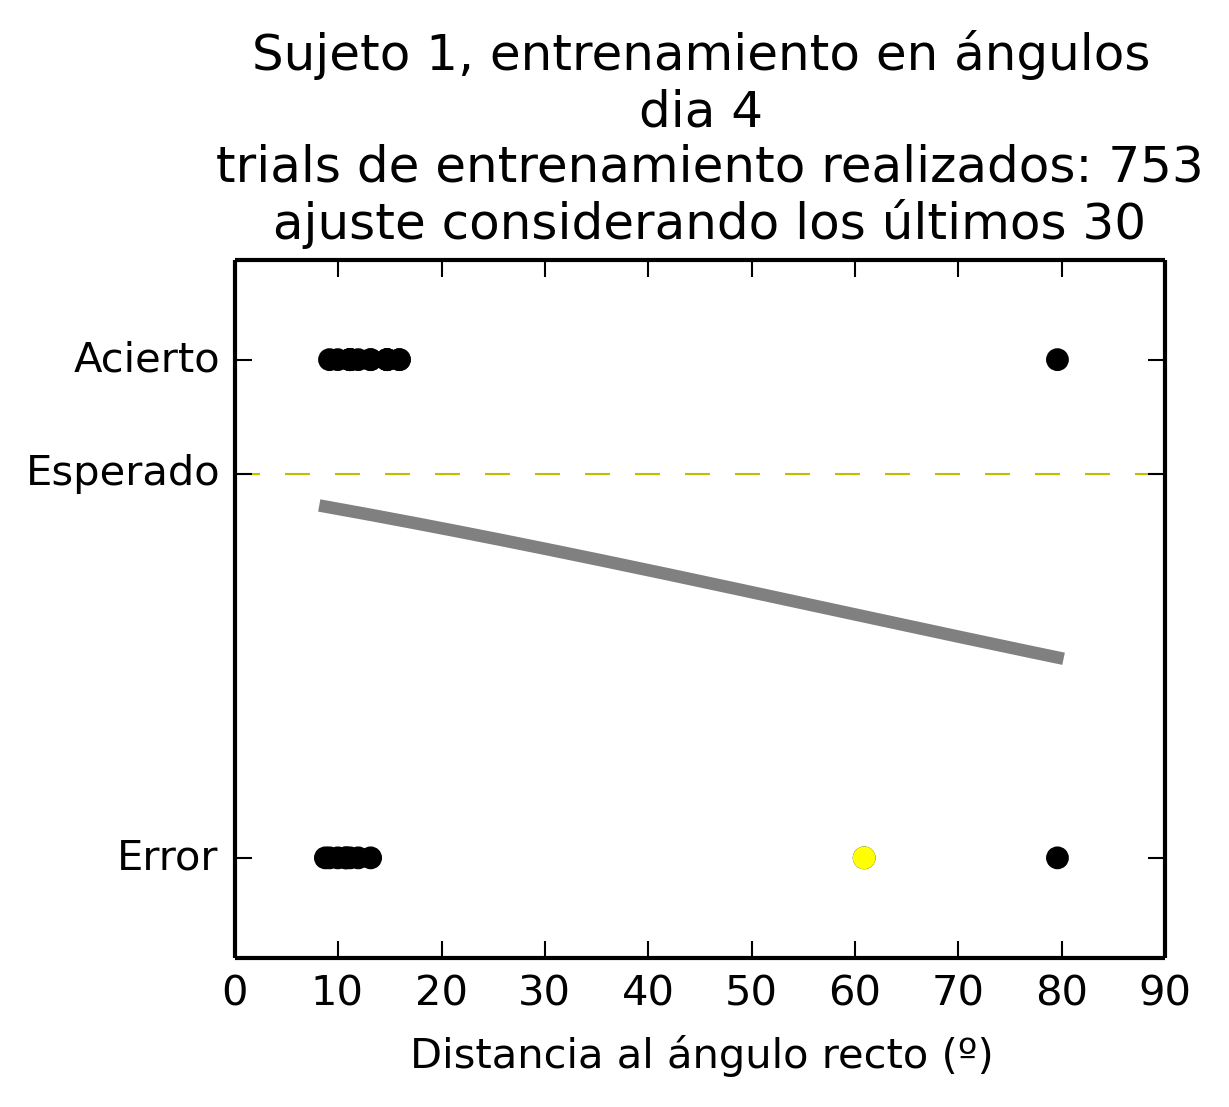 Sujeto 1, entrenamiento en ángulos
dia 4
trials de entrenamiento realizados: 753
ajuste considerando los últimos 30
Acierto
Esperado
Error
0 10 20 30 40 50 60 70 80 90
Distancia al ángulo recto (º)